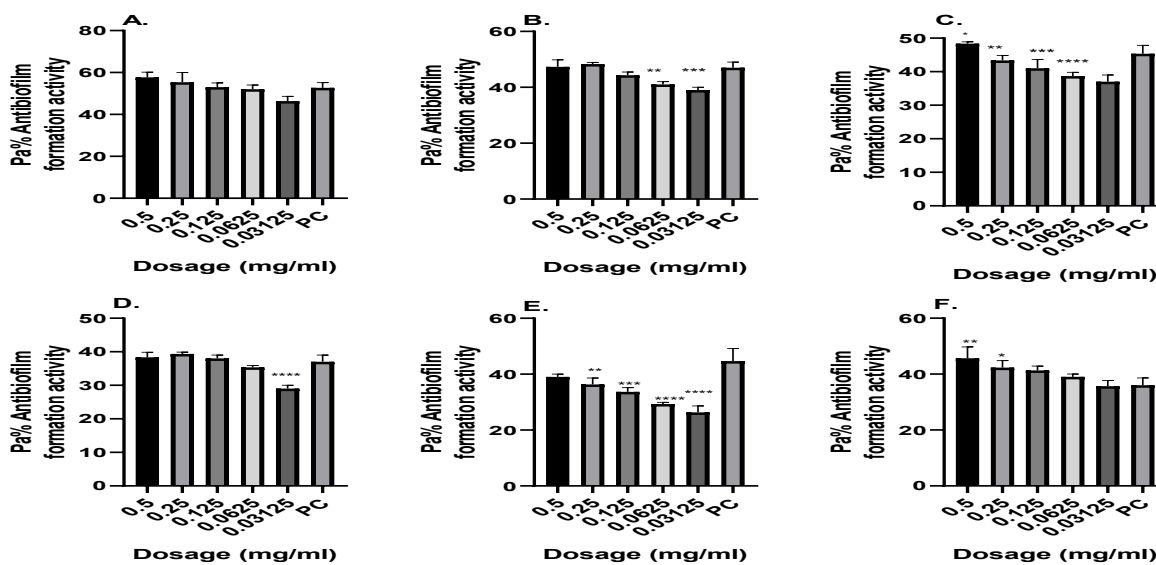 A.
Pa% Antibiofilm
formation activity
80
60
40
20
0
0.5
0.25
0.125
0.0625
0.03125
PC
Dosage (mg/ml)
B.
Pa% Antibiofilm
formation activity
60
40
20
0
**
***
0.5
0.25
0.125
0.0625
0.03125
PC
Dosage (mg/ml)
C.
Pa% Antibiofilm
formation activity
50
40
30
20
10
0
*
**
***
****
0.5
0.25
0.125
0.0625
0.03125
PC
Dosage (mg/ml)
D.
Pa% Antibiofilm
formation activity
50
40
30
20
10
0
****
0.5
0.25
0.125
0.0625
0.03125
PC
Dosage (mg/ml)
E.
Pa% Antibiofilm
formation activity
60
40
20
0
**
***
****
****
0.5
0.25
0.125
0.0625
0.03125
PC
Dosage (mg/ml)
F.
Pa% Antibiofilm
formation activity
60
40
20
0
**
*
0.5
0.25
0.125
0.0625
0.03125
PC
Dosage (mg/ml)